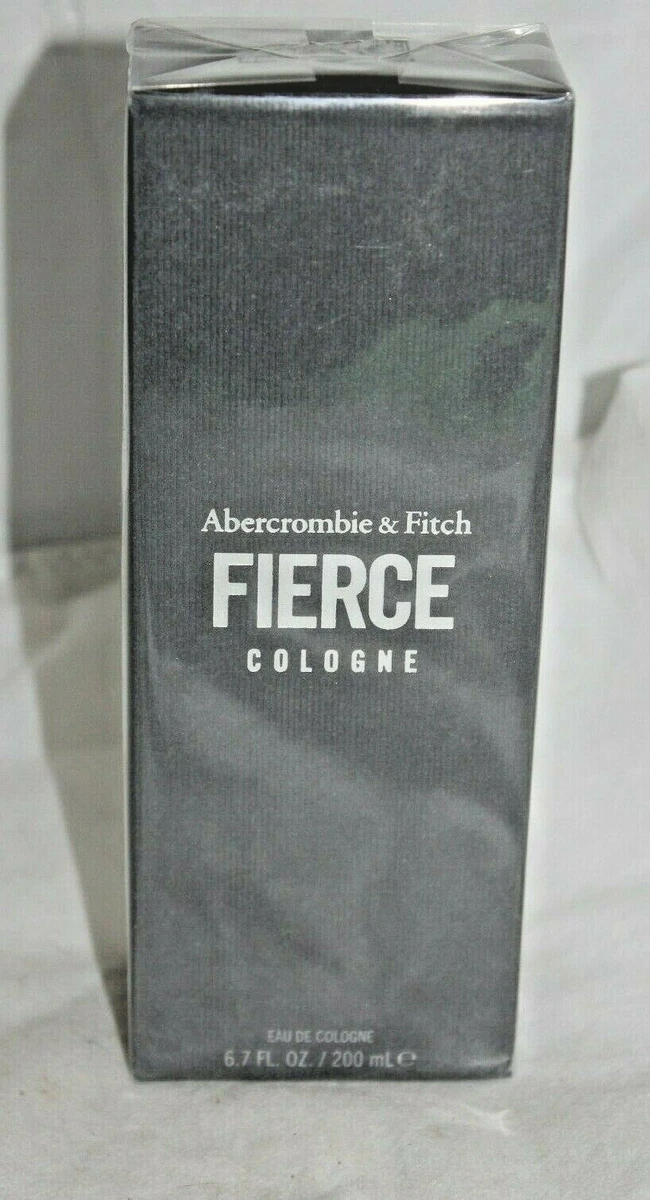 Abercrombie & Fitch
FIERCE
COLOGNE
EAU DE COLOGNE
6.7 FL. OZ. / 200 mL ℮